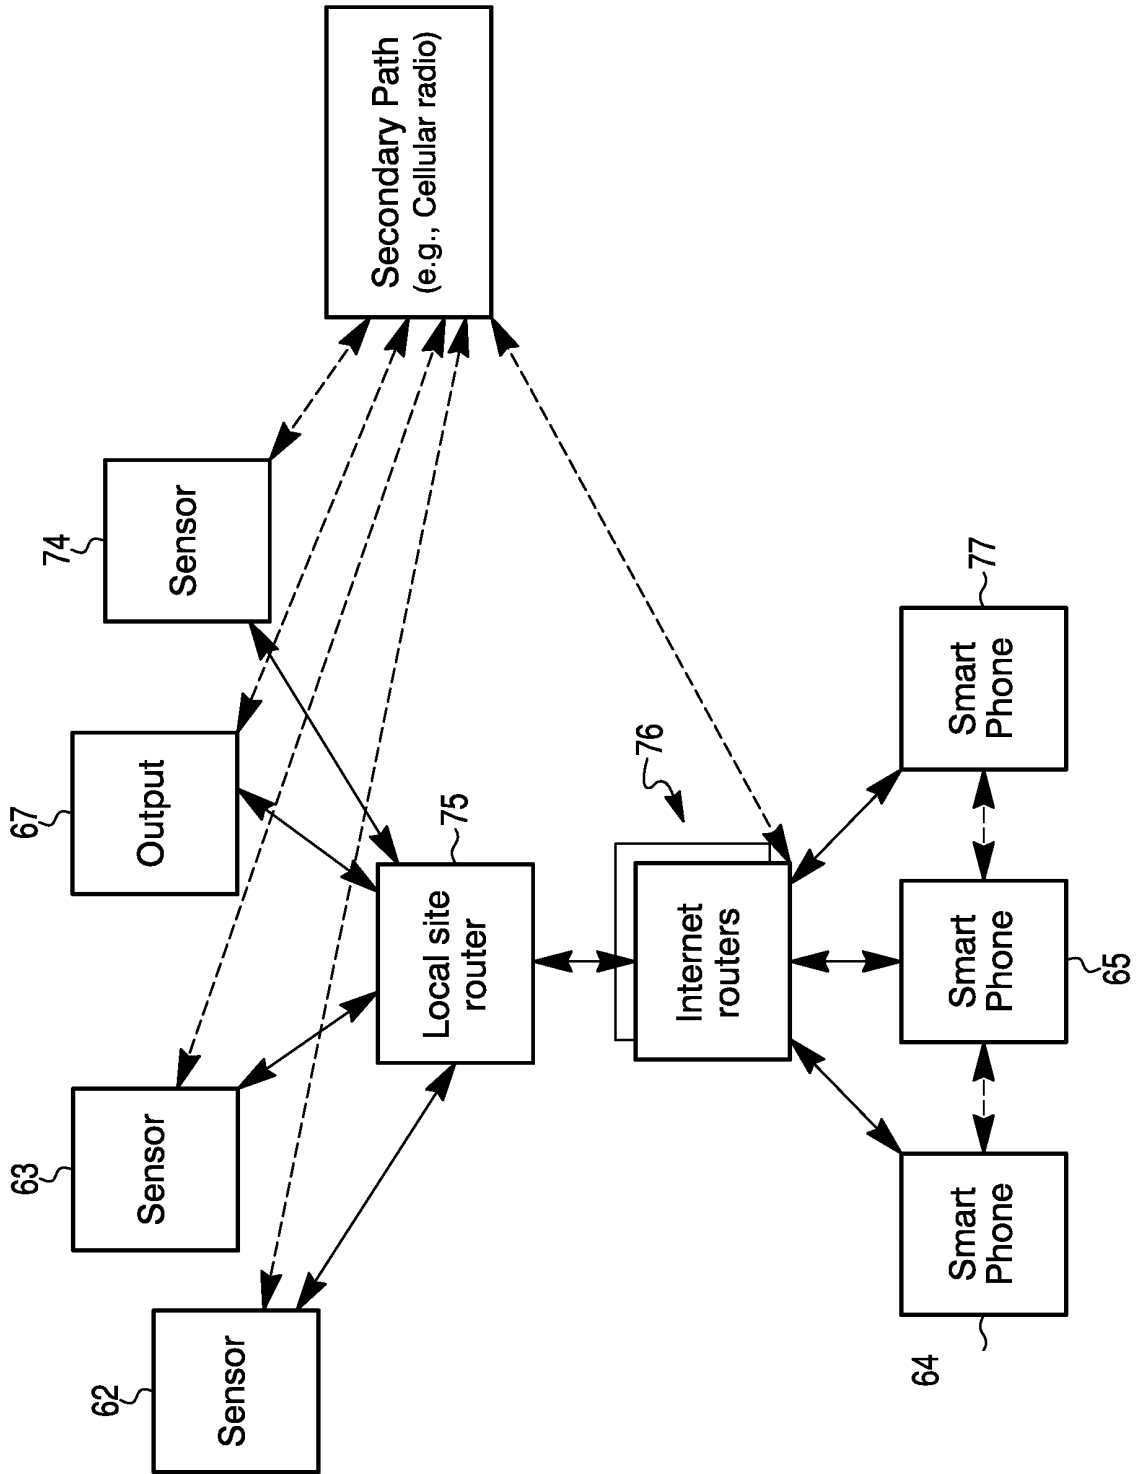 62
Sensor
63
Sensor
67
Output
74
Sensor
Secondary Path
(e.g., Cellular radio)
Local site
router
75
Internet
routers
76
Smart
Phone
64
Smart
Phone
65
Smart
Phone
77